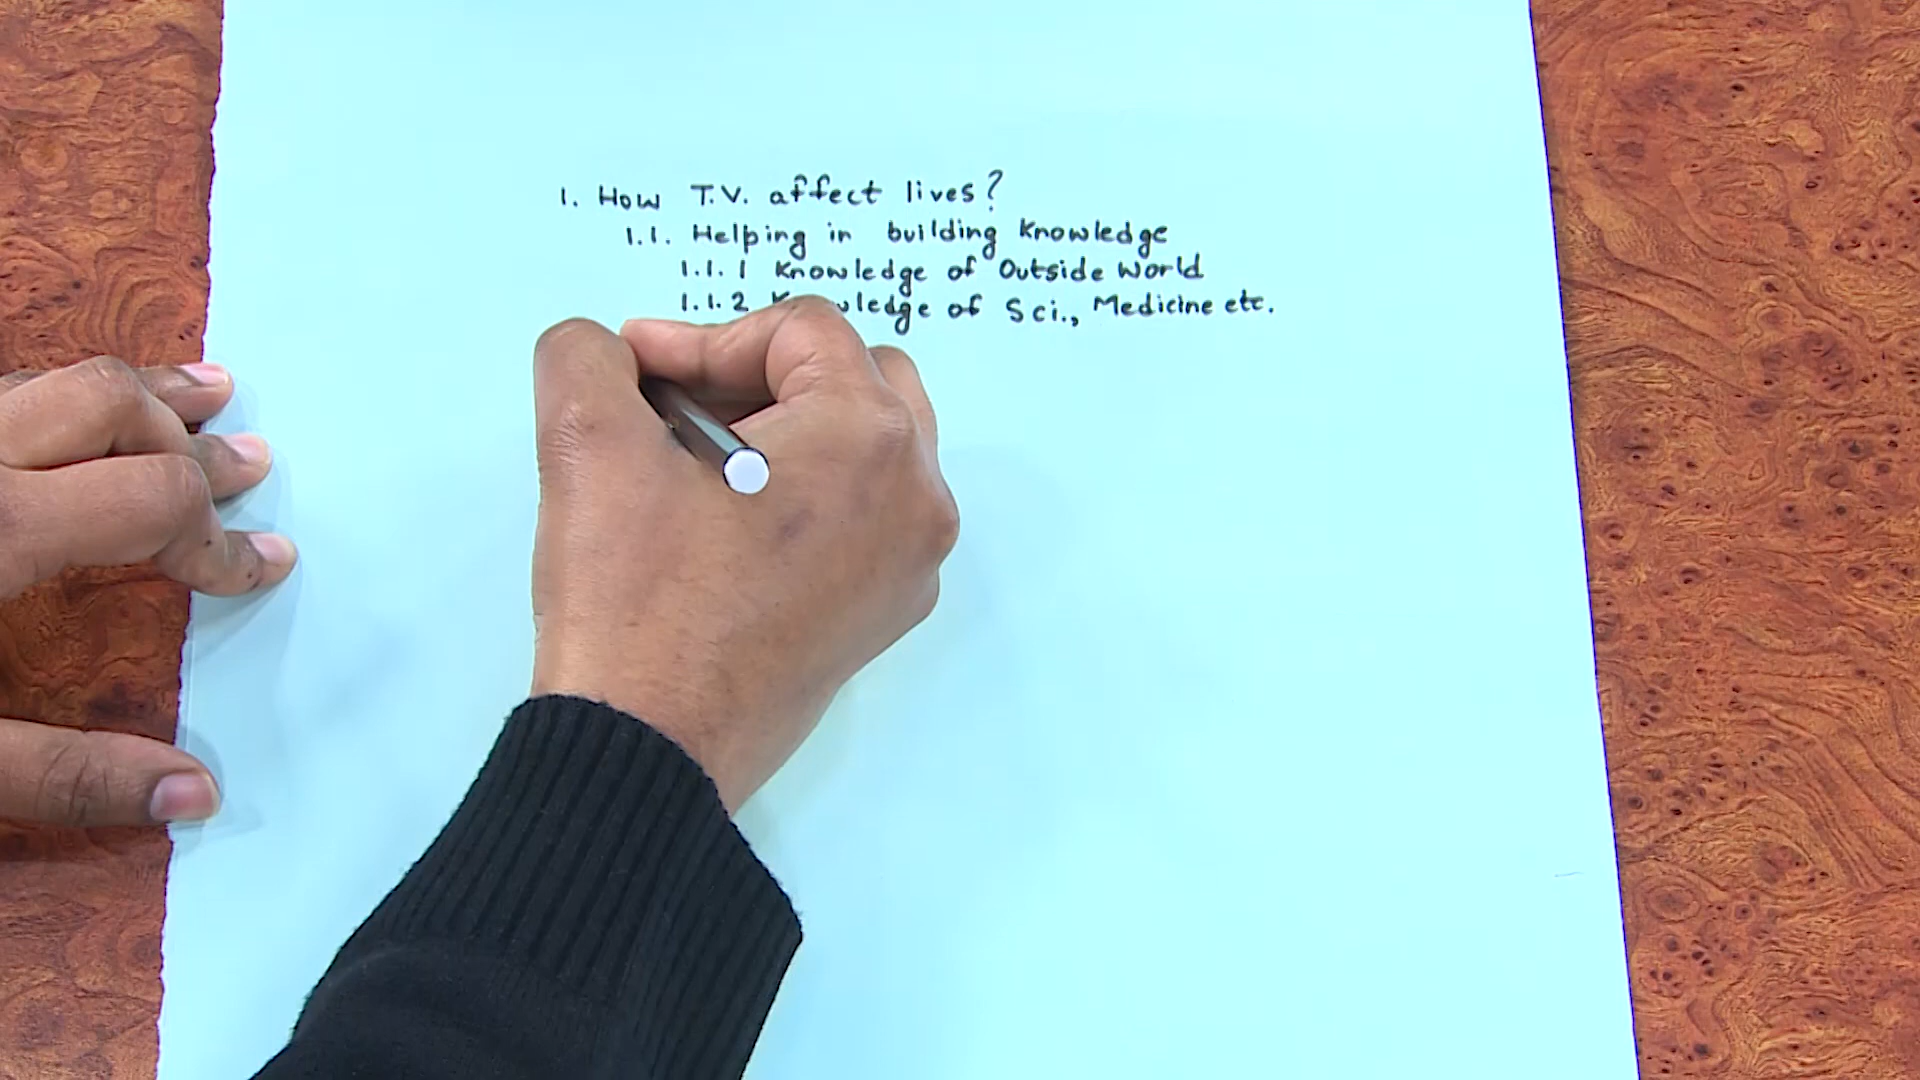 1. How T.V. affect lives?
1.1. Helping in building Knowledge
1.1.1 Knowledge of Outside World
1.1.2 Knowledge of Sci., Medicine etc.